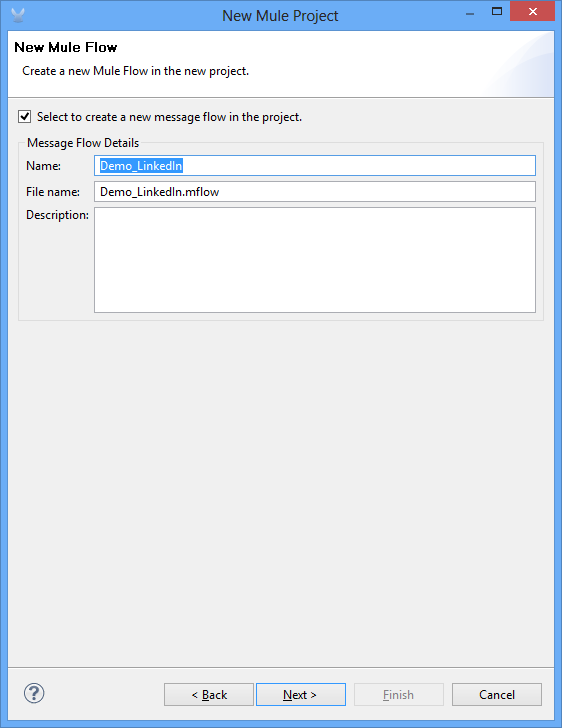 New Mule Project
New Mule Flow
Create a new Mule Flow in the new project.
Select to create a new message flow in the project.
Message Flow Details
Name: Demo_LinkedIn
File name: Demo_LinkedIn.mflow
Description:
? < Back Next > Finish Cancel